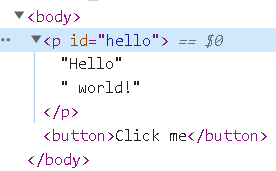 ▼<body>
▼<p id="hello"> == $0
"Hello"
" world!"
</p>
<button>Click me</button>
</body>